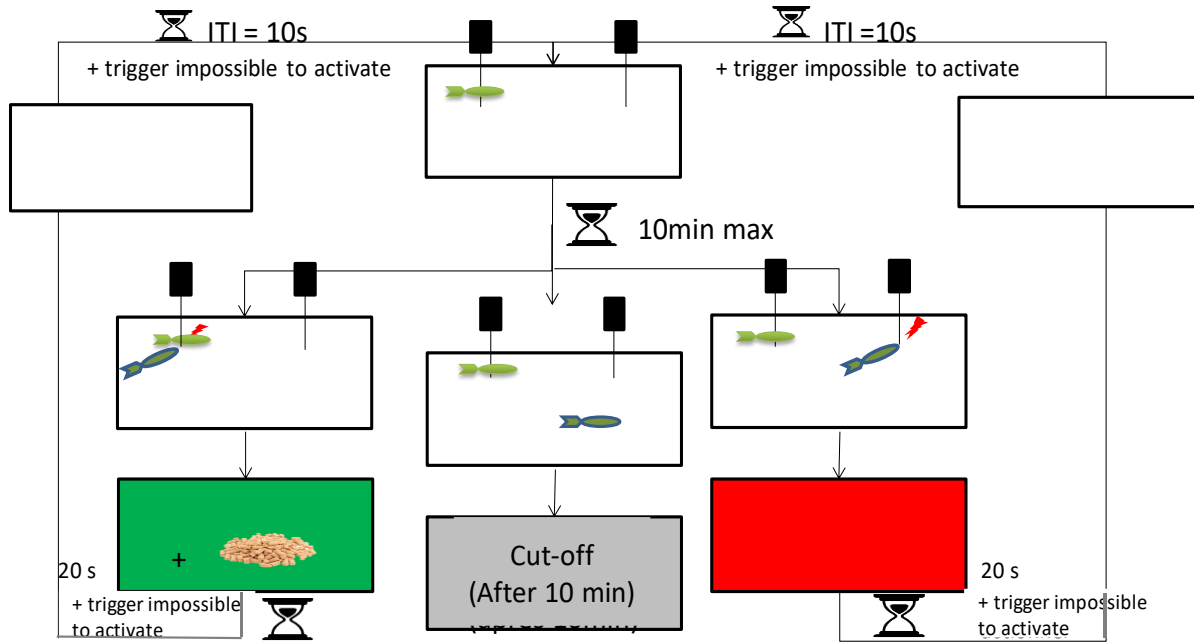 ITI = 10s
+ trigger impossible to activate
ITI =10s
+ trigger impossible to activate
10min max
+
20 s
+ trigger impossible
to activate
Cut-off
(After 10 min)
20 s
+ trigger impossible
to activate